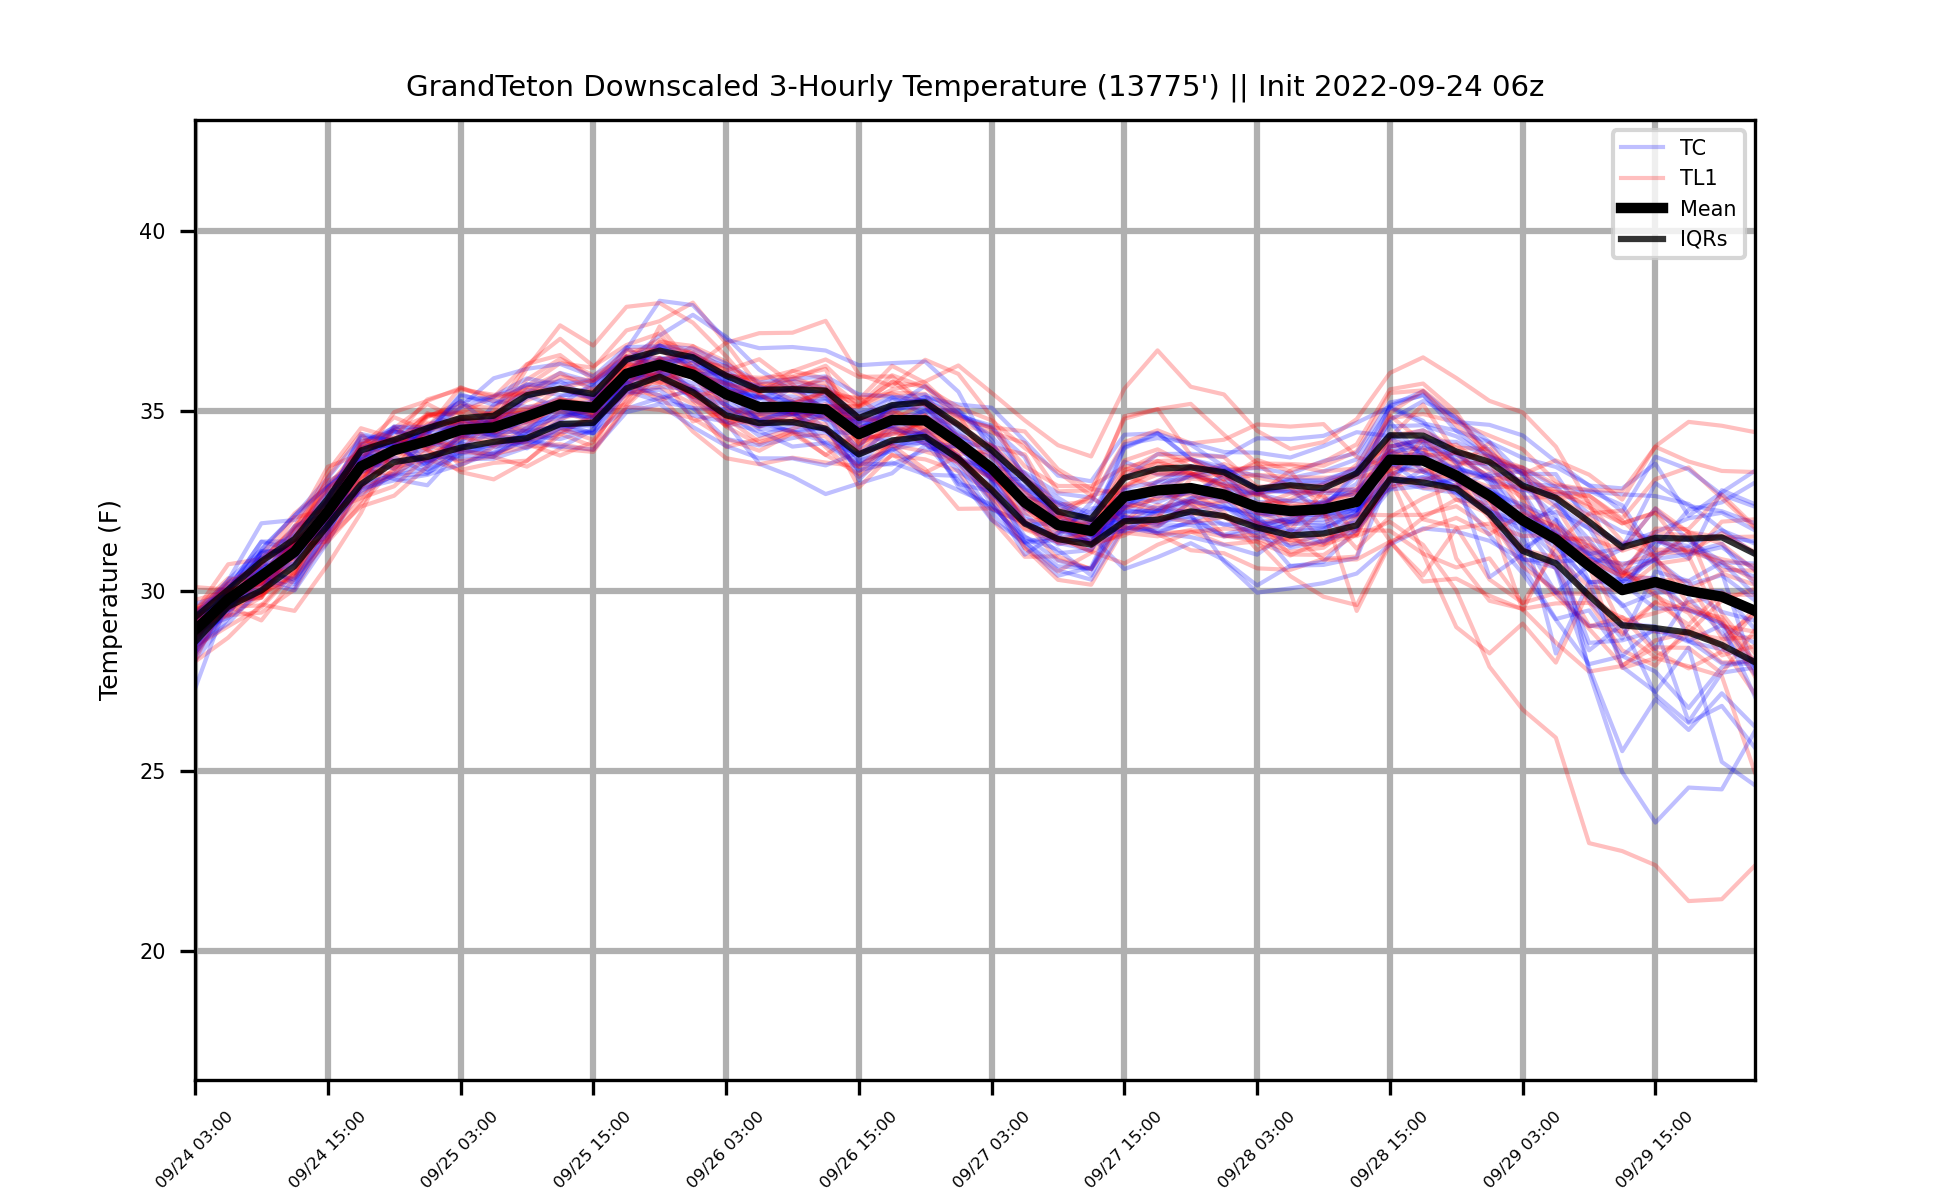 GrandTeton Downscaled 3-Hourly Temperature (13775') || Init 2022-09-24 06z
TC
TL1
Mean
IQRs
Temperature (F)
40
35
30
25
20
09/24 03:00
09/24 15:00
09/25 03:00
09/25 15:00
09/26 03:00
09/26 15:00
09/27 03:00
09/27 15:00
09/28 03:00
09/28 15:00
09/29 03:00
09/29 15:00